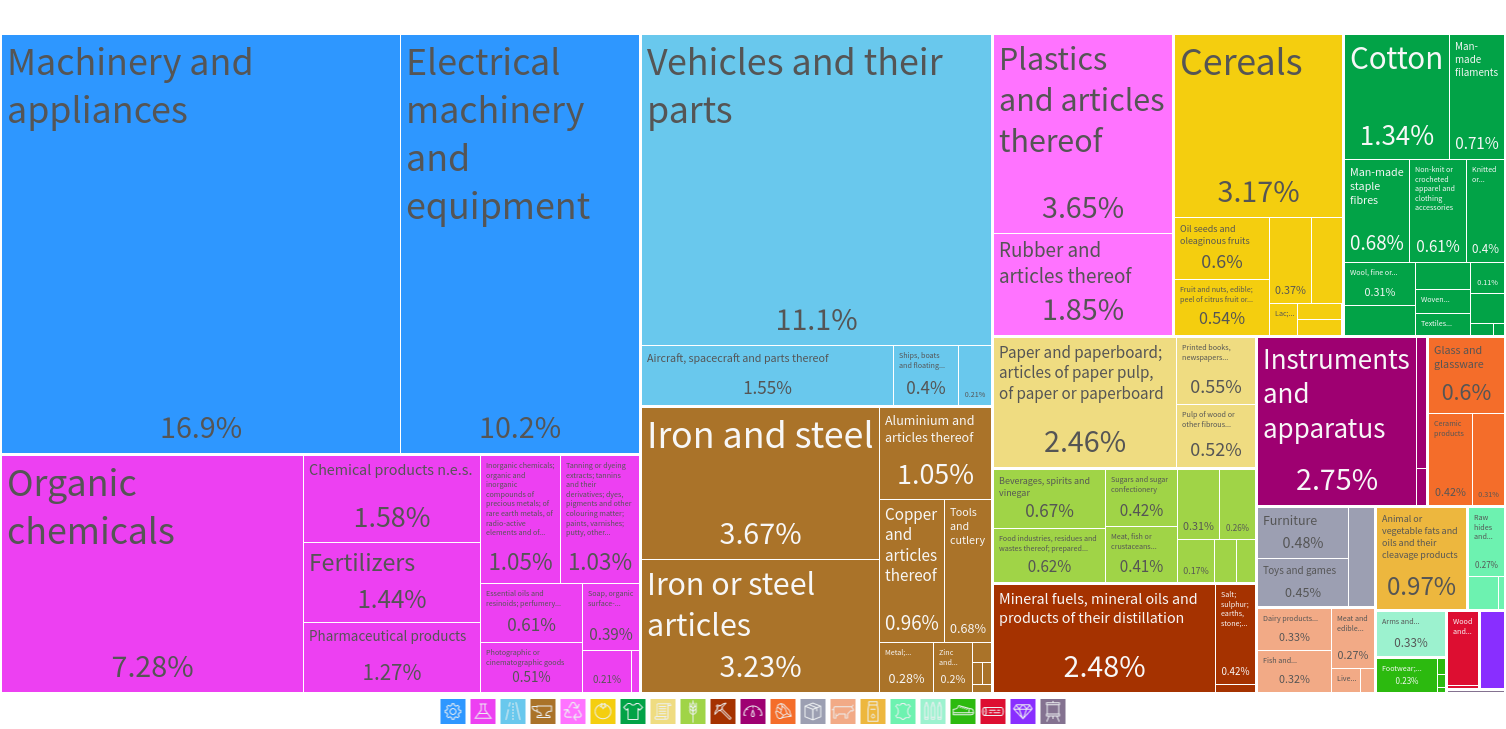 Machinery and
appliances
16.9%
Electrical
machinery
and
equipment
10.2%
Organic
chemicals
7.28%
Chemical products n.e.s.
1.58%
Fertilizers
1.44%
Pharmaceutical products
1.27%
Inorganic chemicals;
organic and
inorganic
compounds of
precious metals; of
rare earth metals, of
radio-active
elements and of...
1.05%
Tanning or dyeing
extracts; tannins
and their
derivatives; dyes,
pigments and other
colouring matter;
paints, varnishes;
putty, other...
1.03%
Essential oils and
resinoids; perfumery...
0.61%
Soap, organic
surface-...
0.39%
Photographic or
cinematographic goods
0.51%
0.21%
Vehicles and their
parts
11.1%
Aircraft, spacecraft and parts thereof
1.55%
Ships, boats
and floating...
0.4%
0.21%
Iron and steel
3.67%
Iron or steel
articles
3.23%
Aluminium and
articles thereof
1.05%
Copper
and
articles
thereof
0.96%
Tools
and
cutlery
0.68%
Metal;...
0.28%
Zinc
and...
0.2%
Plastics
and articles
thereof
3.65%
Rubber and
articles thereof
1.85%
Cereals
3.17%
Oil seeds and
oleaginous fruits
0.6%
Fruit and nuts, edible;
peel of citrus fruit or...
0.54%
0.37%
Lac;...
Cotton
1.34%
Man-
made
filaments
0.71%
Man-made
staple
fibres
0.68%
Non-knit or
crocheted
apparel and
clothing
accessories
0.61%
Knitted
or...
0.4%
Wool, fine or...
0.31%
Woven...
Textiles...
0.11%
Paper and paperboard;
articles of paper pulp,
of paper or paperboard
2.46%
Printed books,
newspapers...
0.55%
Pulp of wood or
other fibrous...
0.52%
Beverages, spirits and
vinegar
0.67%
Food industries, residues and
wastes thereof; prepared...
0.62%
Sugars and sugar
confectionery
0.42%
Meat, fish or
crustaceans...
0.41%
0.31%
0.26%
0.17%
Mineral fuels, mineral oils and
products of their distillation
2.48%
Salt;
sulphur;
earths,
stone;...
0.42%
Instruments
and
apparatus
2.75%
Glass and
glassware
0.6%
Ceramic
products
0.42%
0.31%
Furniture
0.48%
Toys and games
0.45%
Animal or
vegetable fats and
oils and their
cleavage products
0.97%
Raw
hides
and...
0.27%
Dairy products...
0.33%
Fish and...
0.32%
Meat and
edible...
0.27%
Live...
Arms and...
0.33%
Footwear;...
0.23%
Wood
and...